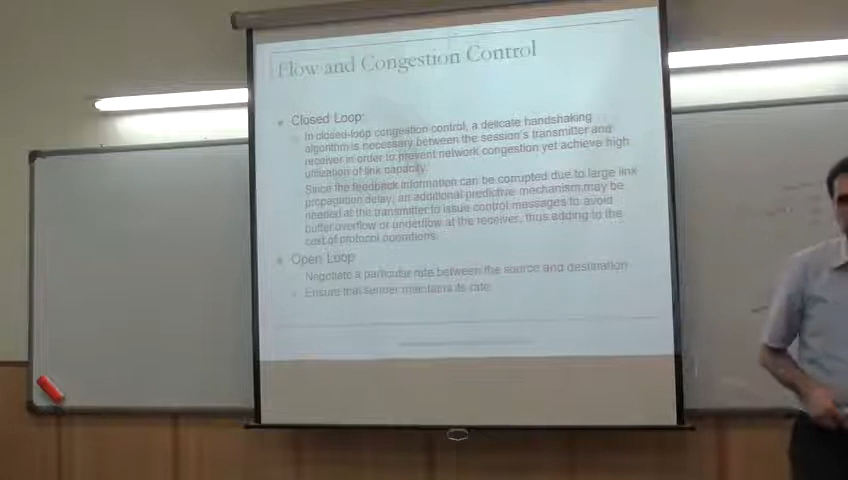 Flow and Congestion Control
Closed Loop:
In closed-loop congestion control, a delicate handshaking
algorithm is necessary between the session's transmitter and
receiver in order to prevent network congestion yet achieve high
utilization of link capacity.
Since the feedback information can be corrupted due to large link
propagation delay, an additional predictive mechanism may be
needed at the transmitter to issue control messages to avoid
buffer overflow or underflow at the receiver, thus adding to the
cost of protocol operations.
Open Loop
Negotiate a particular rate between the source and destination
Ensure that sender maintains its rate